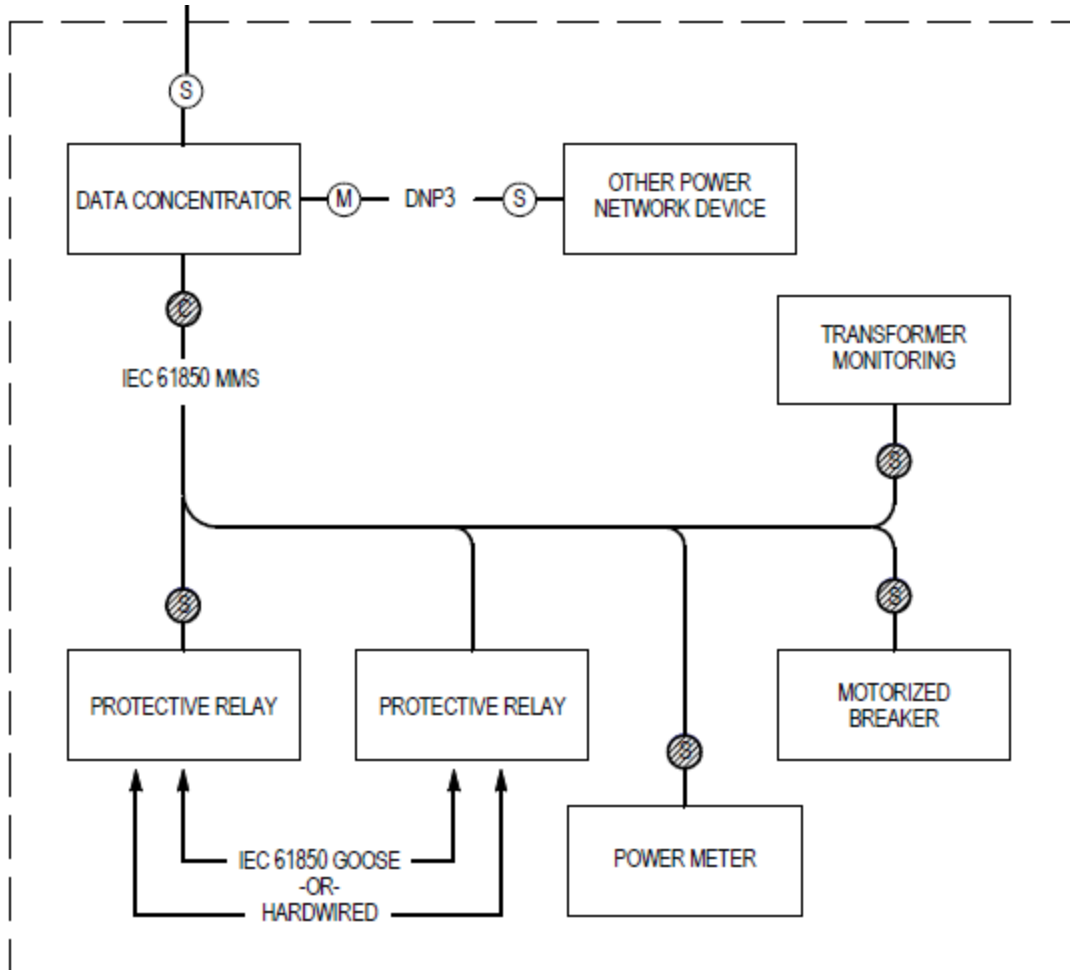 S
DATA CONCENTRATOR
M
DNP3
S
OTHER POWER
NETWORK DEVICE
C
IEC 61850 MMS
TRANSFORMER
MONITORING
S
S
S
PROTECTIVE RELAY
PROTECTIVE RELAY
MOTORIZED
BREAKER
S
POWER METER
IEC 61850 GOOSE
-OR-
HARDWIRED